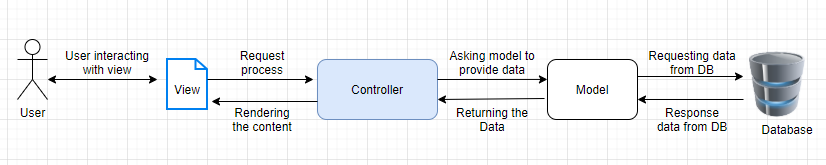 User interacting
with view
User
View
Request
process
Rendering
the content
Controller
Asking model to
provide data
Returning the
Data
Model
Requesting data
from DB
Response
data from DB
Database